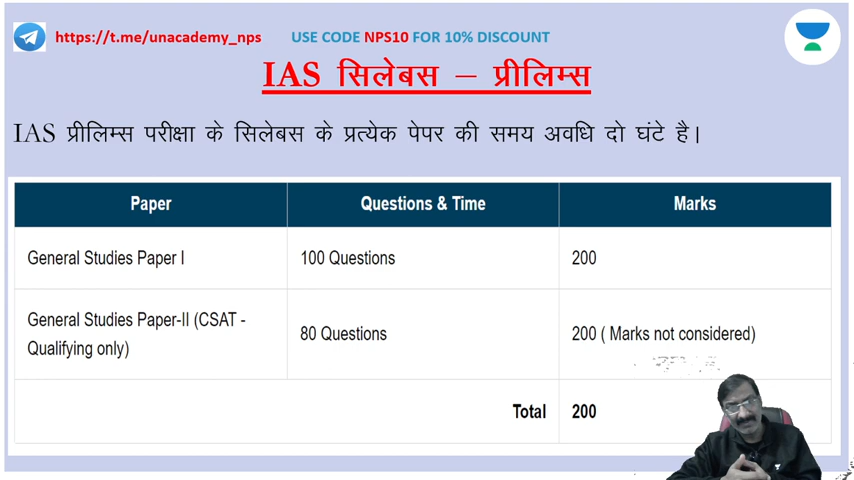 https://t.me/unacademy_nps USE CODE NPS10 FOR 10% DISCOUNT
IAS सिलेबस – प्रीलिम्स
IAS प्रीलिम्स परीक्षा के सिलेबस के प्रत्येक पेपर की समय अवधि दो घंटे है।
Paper Questions & Time Marks
General Studies Paper I 100 Questions 200
General Studies Paper-II (CSAT -
Qualifying only) 80 Questions 200 ( Marks not considered)
Total 200